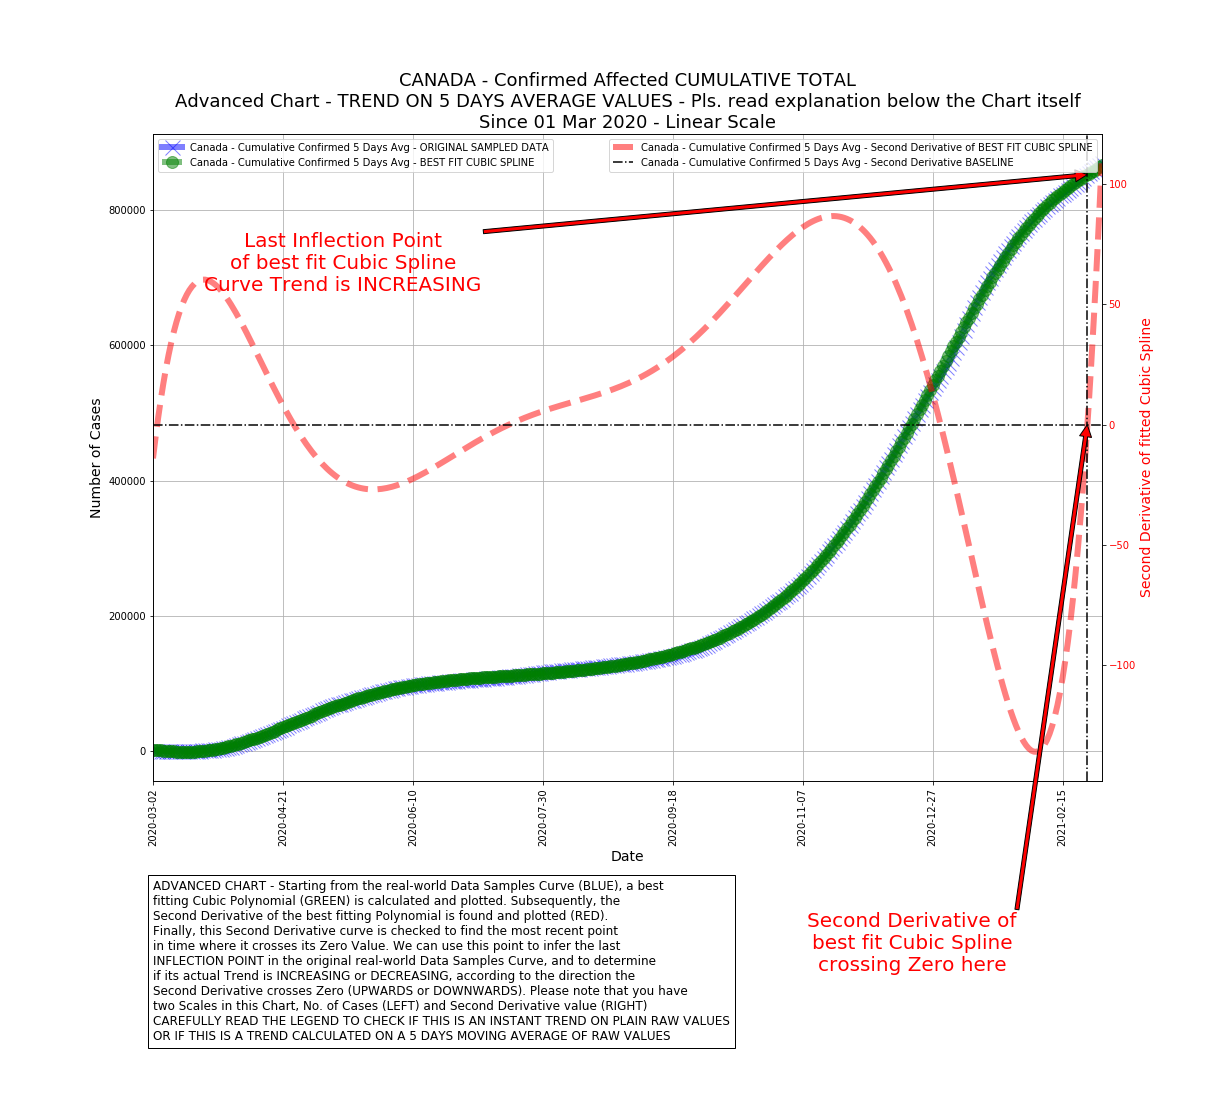 CANADA - Confirmed Affected CUMULATIVE TOTAL
Advanced Chart - TREND ON 5 DAYS AVERAGE VALUES - Pls. read explanation below the Chart itself
Since 01 Mar 2020 - Linear Scale
Canada - Cumulative Confirmed 5 Days Avg - ORIGINAL SAMPLED DATA
Canada - Cumulative Confirmed 5 Days Avg - BEST FIT CUBIC SPLINE
Canada - Cumulative Confirmed 5 Days Avg - Second Derivative of BEST FIT CUBIC SPLINE
Canada - Cumulative Confirmed 5 Days Avg - Second Derivative BASELINE
Last Inflection Point
of best fit Cubic Spline
Curve Trend is INCREASING
800000
600000
400000
200000
0
Number of Cases
100
50
0
−50
−100
Second Derivative of fitted Cubic Spline
2020-03-02
2020-04-21
2020-06-10
2020-07-30
2020-09-18
2020-11-07
2020-12-27
2021-02-15
Date
Second Derivative of
best fit Cubic Spline
crossing Zero here
ADVANCED CHART - Starting from the real-world Data Samples Curve (BLUE), a best
fitting Cubic Polynomial (GREEN) is calculated and plotted. Subsequently, the
Second Derivative of the best fitting Polynomial is found and plotted (RED).
Finally, this Second Derivative curve is checked to find the most recent point
in time where it crosses its Zero Value. We can use this point to infer the last
INFLECTION POINT in the original real-world Data Samples Curve, and to determine
if its actual Trend is INCREASING or DECREASING, according to the direction the
Second Derivative crosses Zero (UPWARDS or DOWNWARDS). Please note that you have
two Scales in this Chart, No. of Cases (LEFT) and Second Derivative value (RIGHT)
CAREFULLY READ THE LEGEND TO CHECK IF THIS IS AN INSTANT TREND ON PLAIN RAW VALUES
OR IF THIS IS A TREND CALCULATED ON A 5 DAYS MOVING AVERAGE OF RAW VALUES